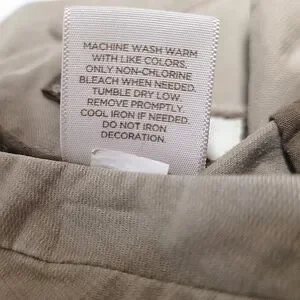 MACHINE WASH WARM
WITH LIKE COLORS,
ONLY NON-CHLORINE
BLEACH WHEN NEEDED.
TUMBLE DRY LOW.
REMOVE PROMPTLY.
COOL IRON IF NEEDED.
DO NOT IRON
DECORATION.